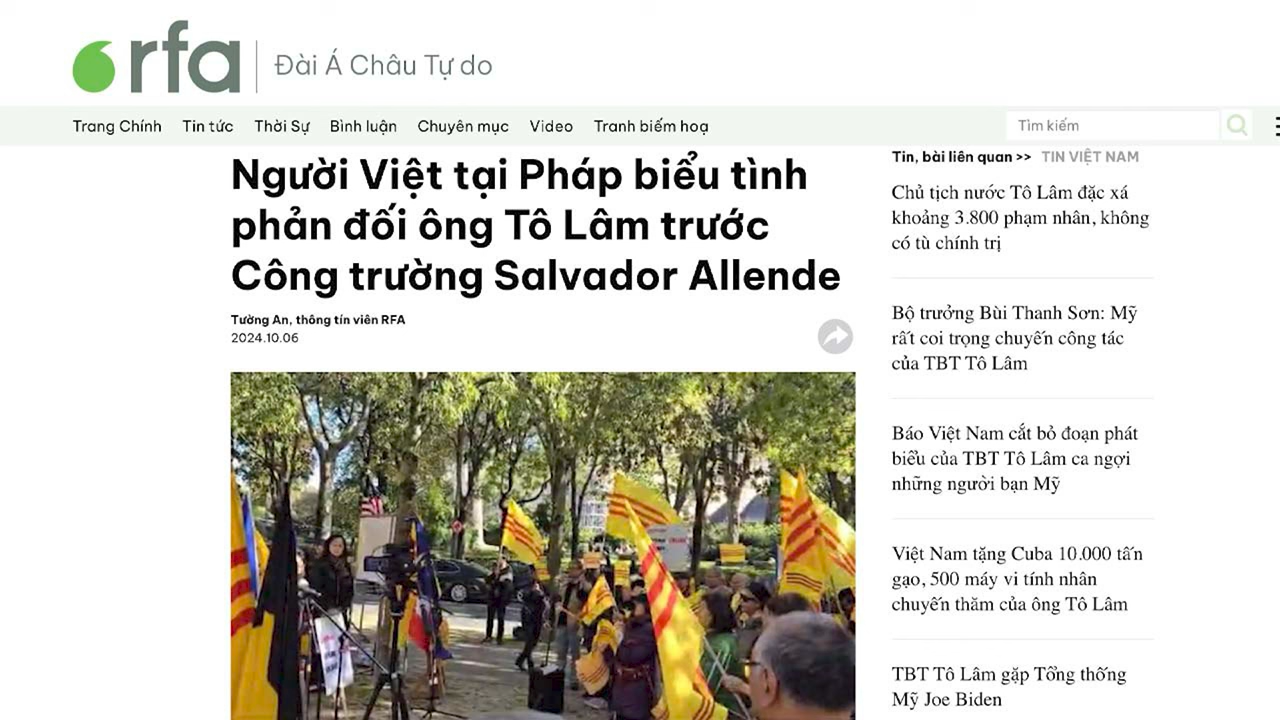 rfa
Đài Á Châu Tự do
Trang Chính Tin tức Thời Sự Bình luận Chuyên mục Video Tranh biếm hoạ
Tìm kiếm
Người Việt tại Pháp biểu tình
phản đối ông Tô Lâm trước
Công trường Salvador Allende
Tường An, thông tín viên RFA
2024.10.06
Tin, bài liên quan >> TIN VIỆT NAM
Chủ tịch nước Tô Lâm đặc xá
khoảng 3.800 phạm nhân, không
có tù chính trị
Bộ trưởng Bùi Thanh Sơn: Mỹ
rất coi trọng chuyến công tác
của TBT Tô Lâm
Báo Việt Nam cắt bỏ đoạn phát
biểu của TBT Tô Lâm ca ngợi
những người bạn Mỹ
Việt Nam tặng Cuba 10.000 tấn
gạo, 500 máy vi tính nhân
chuyến thăm của ông Tô Lâm
TBT Tô Lâm gặp Tổng thống
Mỹ Joe Biden